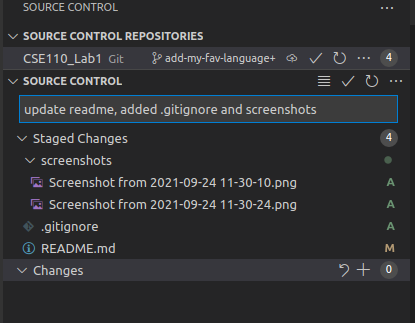 SOURCE CONTROL
SOURCE CONTROL REPOSITORIES
CSE110_Lab1 Git add-my-fav-language+ 4
SOURCE CONTROL
update readme, added .gitignore and screenshots
Staged Changes 4
screenshots
Screenshot from 2021-09-24 11-30-10.png A
Screenshot from 2021-09-24 11-30-24.png A
.gitignore A
README.md M
Changes 0